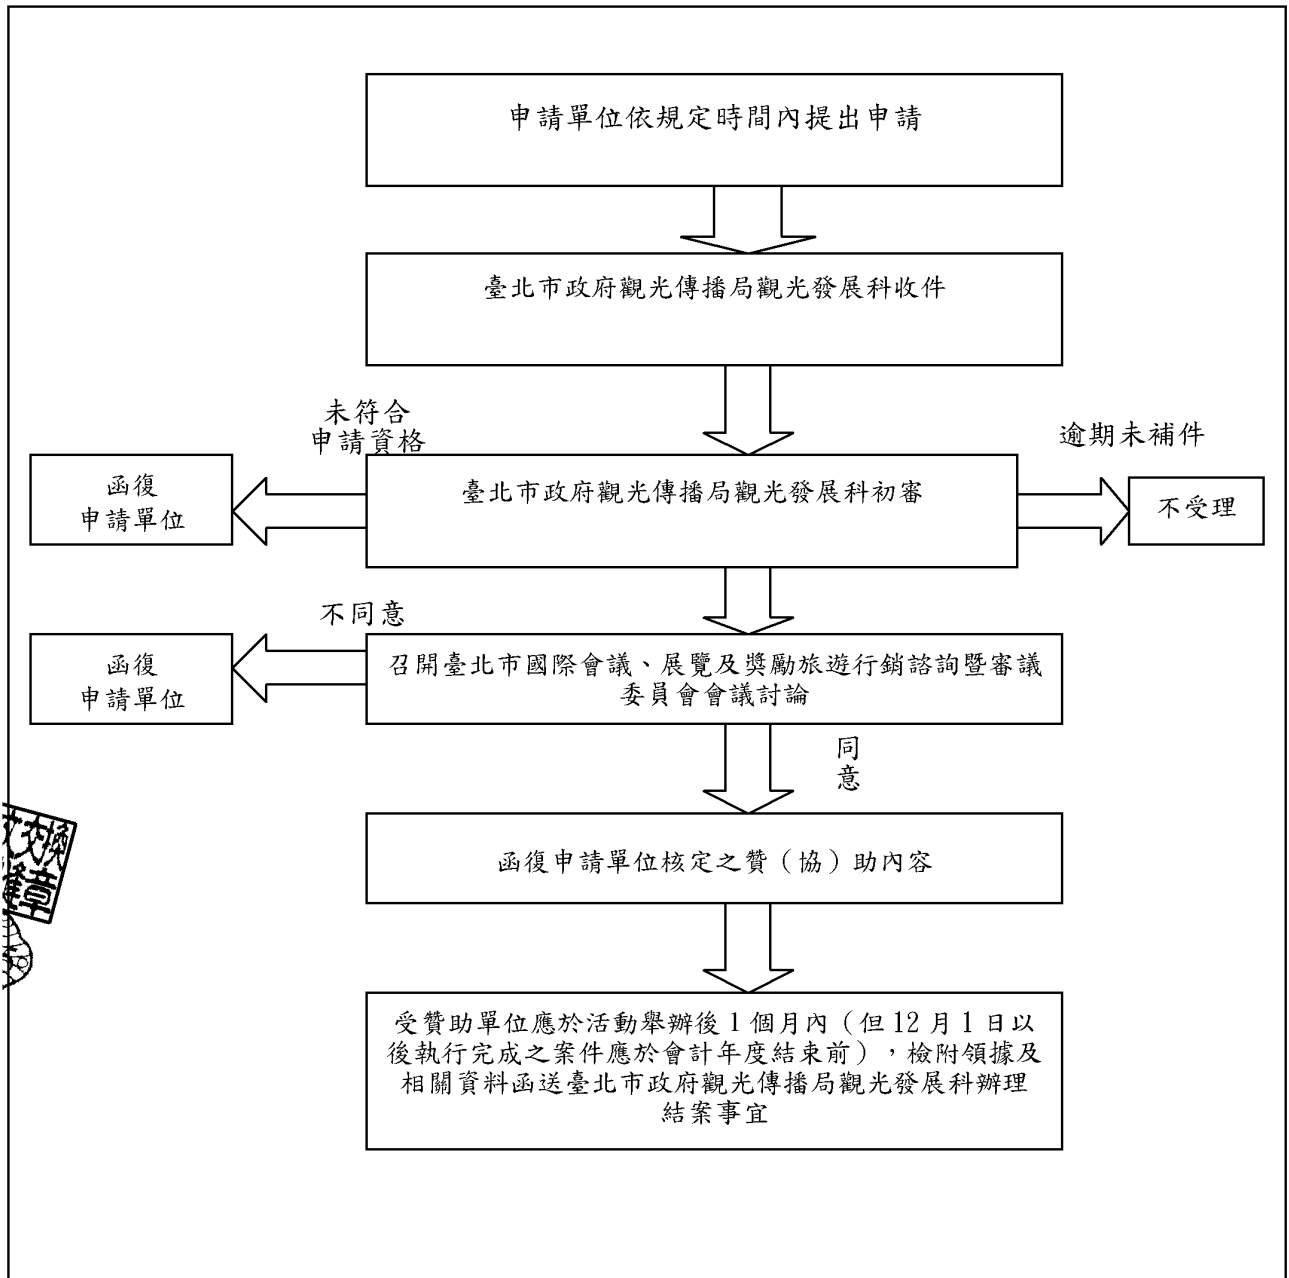 申請單位依規定時間內提出申請
臺北市政府觀光傳播局觀光發展科收件
未符合
申請資格
逾期未補件
函復
申請單位
臺北市政府觀光傳播局觀光發展科初審
不受理
不同意
函復
申請單位
召開臺北市國際會議、展覽及獎勵旅遊行銷諮詢暨審議
委員會會議討論
同
意
函復申請單位核定之贊（協）助內容
受贊助單位應於活動舉辦後1個月內（但12月1日以
後執行完成之案件應於會計年度結束前），檢附領據及
相關資料函送臺北市政府觀光傳播局觀光發展科辦理
結案事宜
交換
章